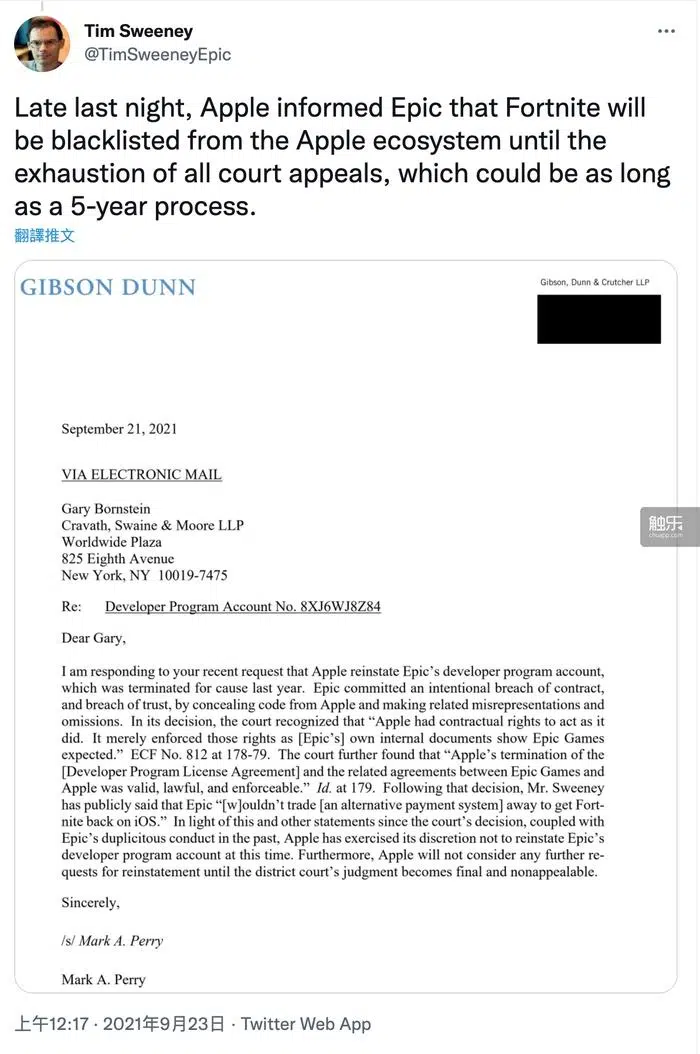 Tim Sweeney
@TimSweeneyEpic
Late last night, Apple informed Epic that Fortnite will
be blacklisted from the Apple ecosystem until the
exhaustion of all court appeals, which could be as long
as a 5-year process.
翻譯推文
GIBSON DUNN
Gibson, Dunn & Crutcher LLP
September 21, 2021
VIA ELECTRONIC MAIL
Gary Bornstein
Cravath, Swaine & Moore LLP
Worldwide Plaza
825 Eighth Avenue
New York, NY 10019-7475
Re: Developer Program Account No. 8XJ6WJ8Z84
Dear Gary,
I am responding to your recent request that Apple reinstate Epic's developer program account,
which was terminated for cause last year. Epic committed an intentional breach of contract,
and breach of trust, by concealing code from Apple and making related misrepresentations and
omissions. In its decision, the court recognized that “Apple had contractual rights to act as it
did. It merely enforced those rights as [Epic's] own internal documents show Epic Games
expected.” ECF No. 812 at 178-79. The court further found that “Apple's termination of the
[Developer Program License Agreement] and the related agreements between Epic Games and
Apple was valid, lawful, and enforceable.” Id. at 179. Following that decision, Mr. Sweeney
has publicly said that Epic “[w]ouldn't trade [an alternative payment system] away to get Fort-
nite back on iOS.” In light of this and other statements since the court's decision, coupled with
Epic's duplicitous conduct in the past, Apple has exercised its discretion not to reinstate Epic's
developer program account at this time. Furthermore, Apple will not consider any further re-
quests for reinstatement until the district court's judgment becomes final and nonappealable.
Sincerely,
/s/ Mark A. Perry
Mark A. Perry
触乐
chuapp.com
上午12:17 · 2021年9月23日 · Twitter Web App